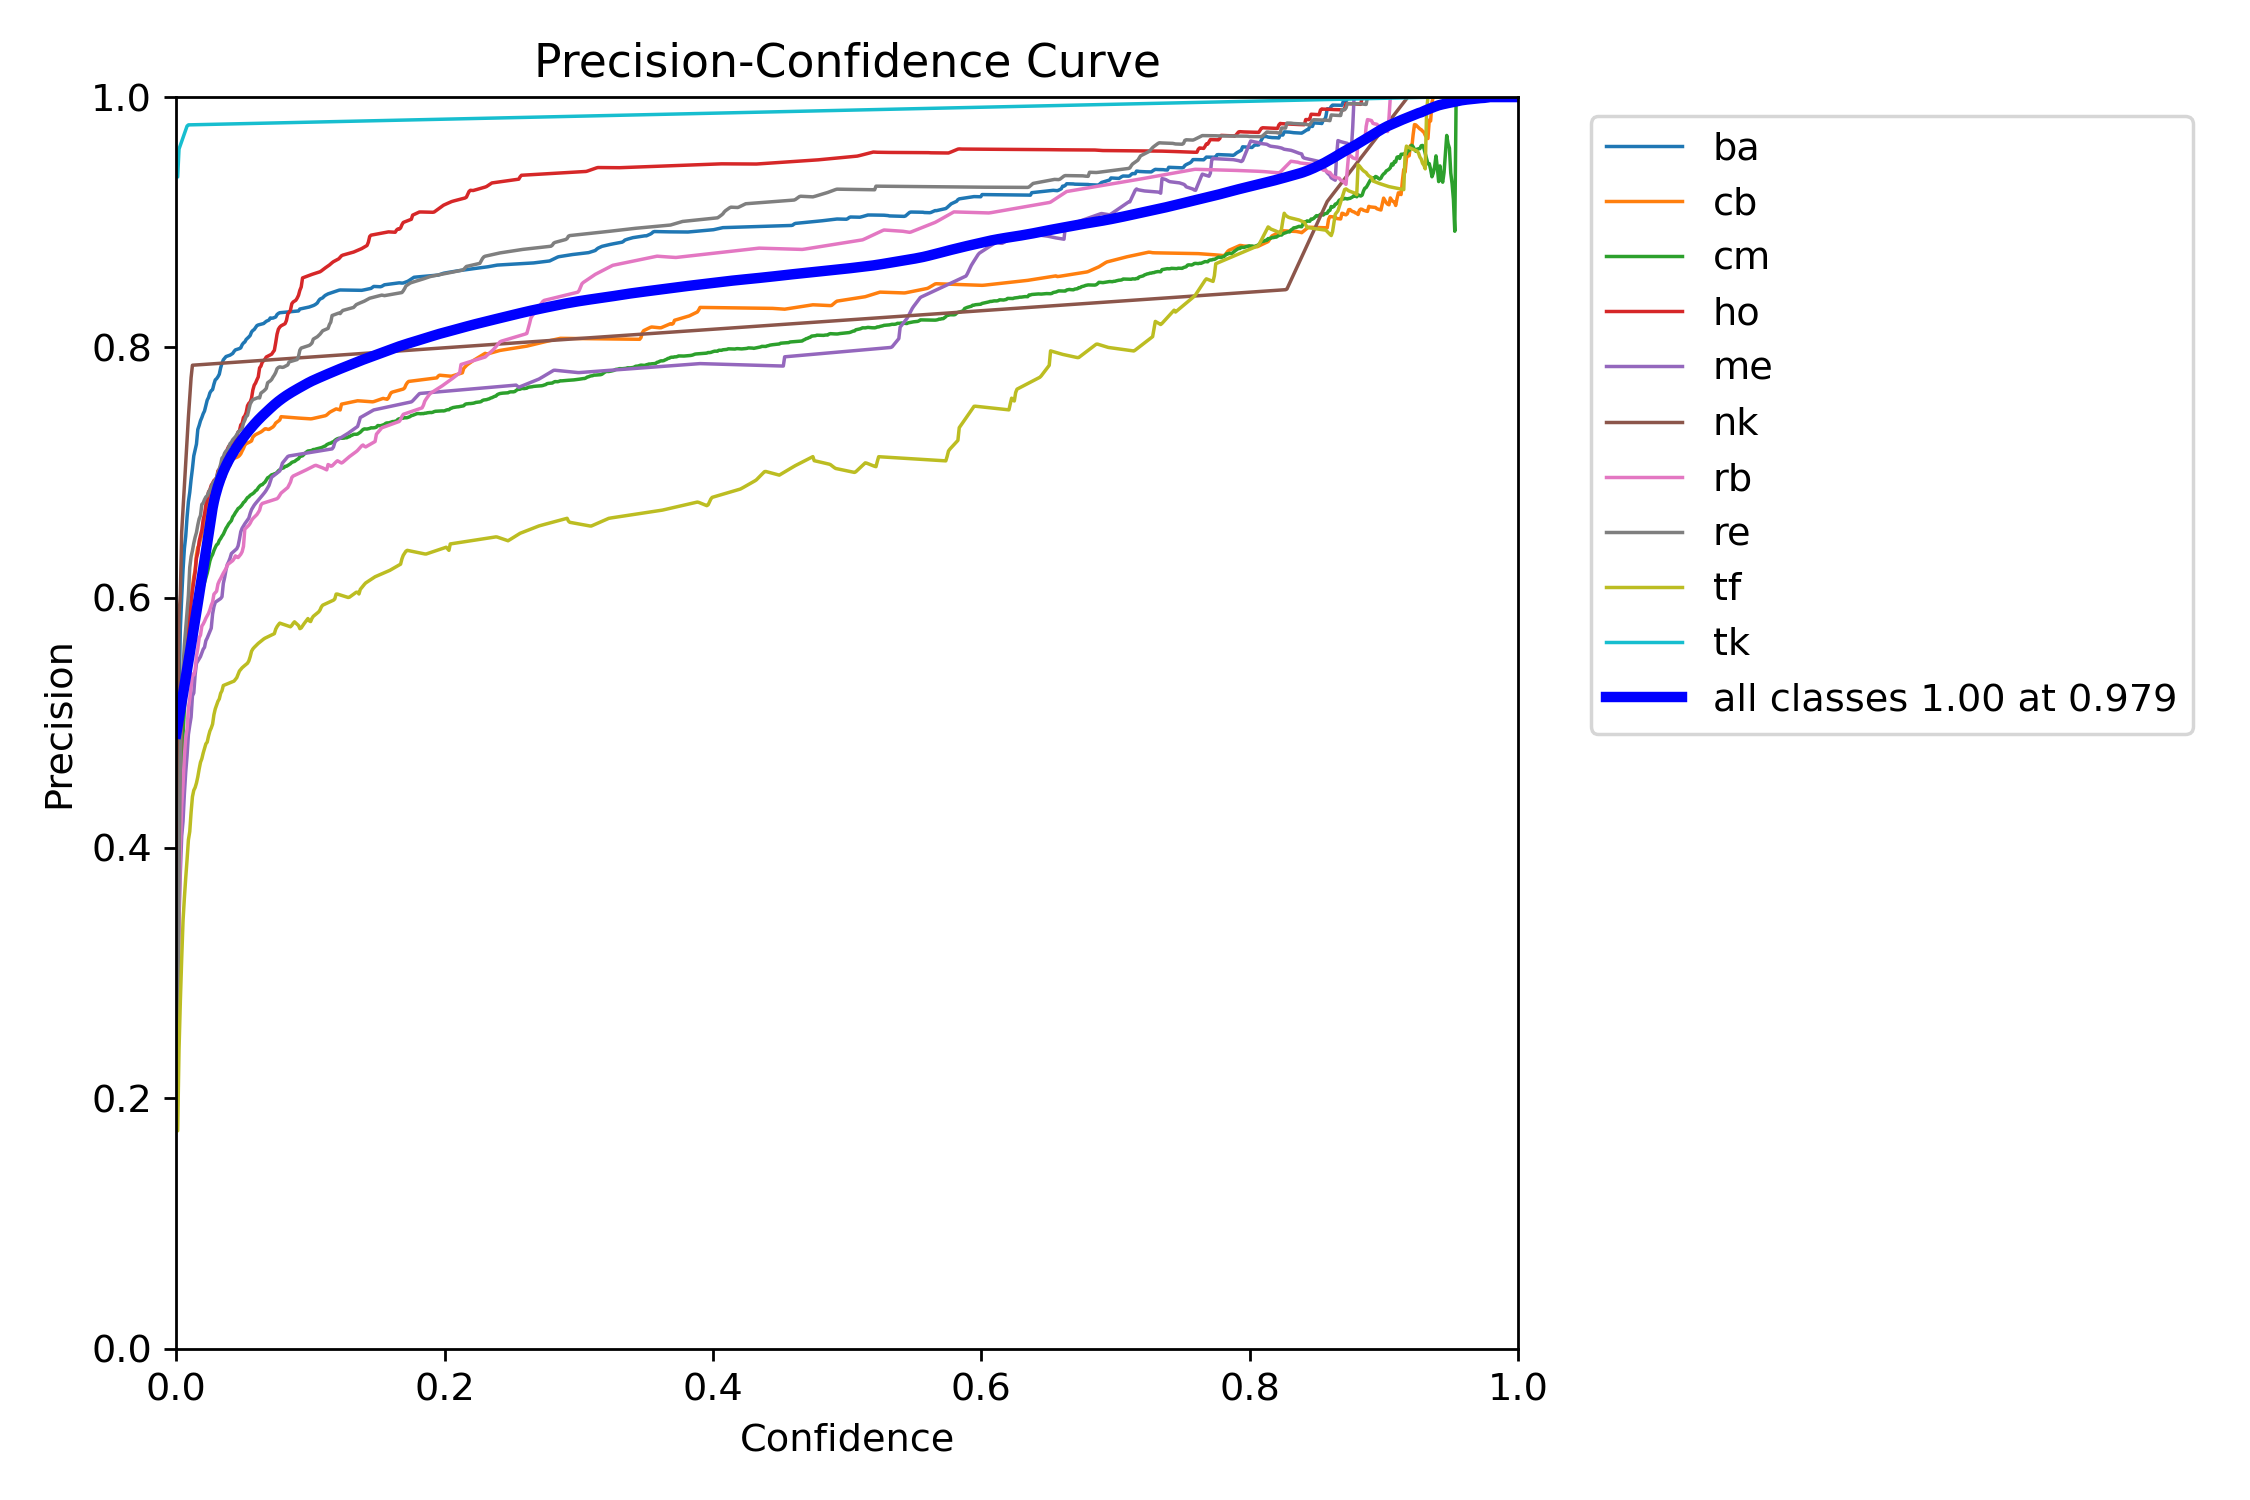 Precision-Confidence Curve
1.0
0.8
0.6
0.4
0.2
0.0
Precision
0.0 0.2 0.4 0.6 0.8 1.0
Confidence
ba
cb
cm
ho
me
nk
rb
re
tf
tk
all classes 1.00 at 0.979